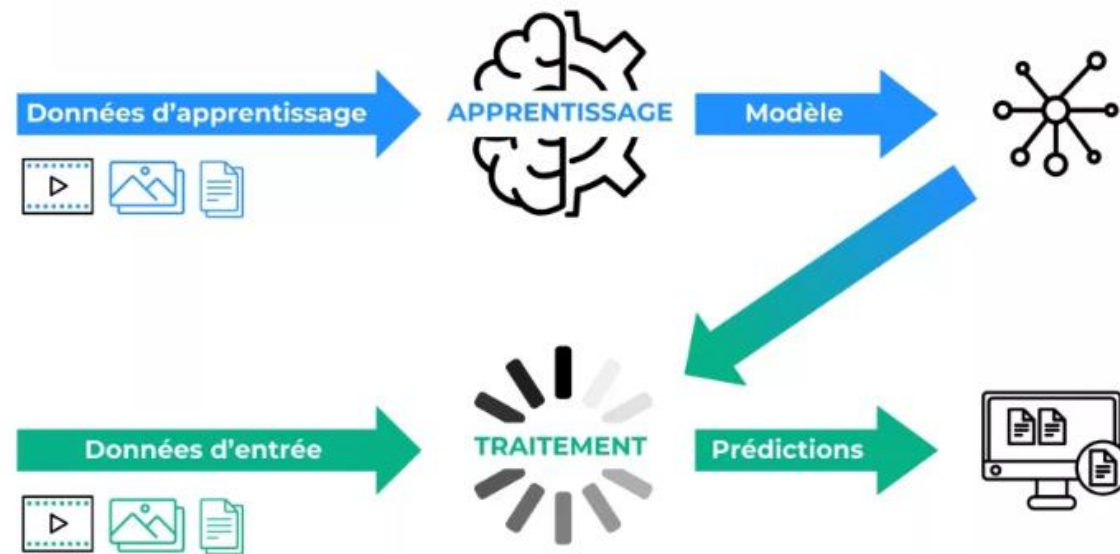 Données d'apprentissage
APPRENTISSAGE
Modèle
Données d'entrée
TRAITEMENT
Prédictions